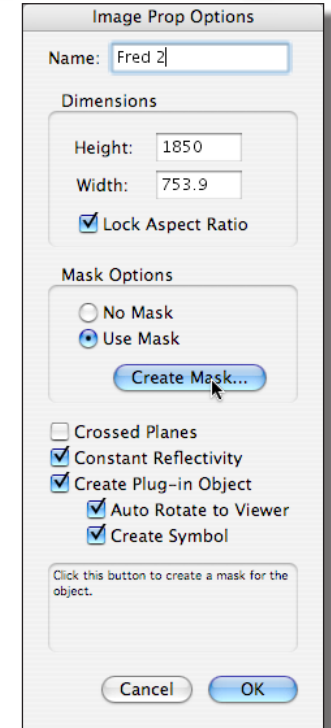 Image Prop Options
Name: Fred 2
Dimensions
Height: 1850
Width: 753.9
Lock Aspect Ratio
Mask Options
No Mask
Use Mask
Create Mask...
Crossed Planes
Constant Reflectivity
Create Plug-in Object
Auto Rotate to Viewer
Create Symbol
Click this button to create a mask for the
object.
Cancel OK